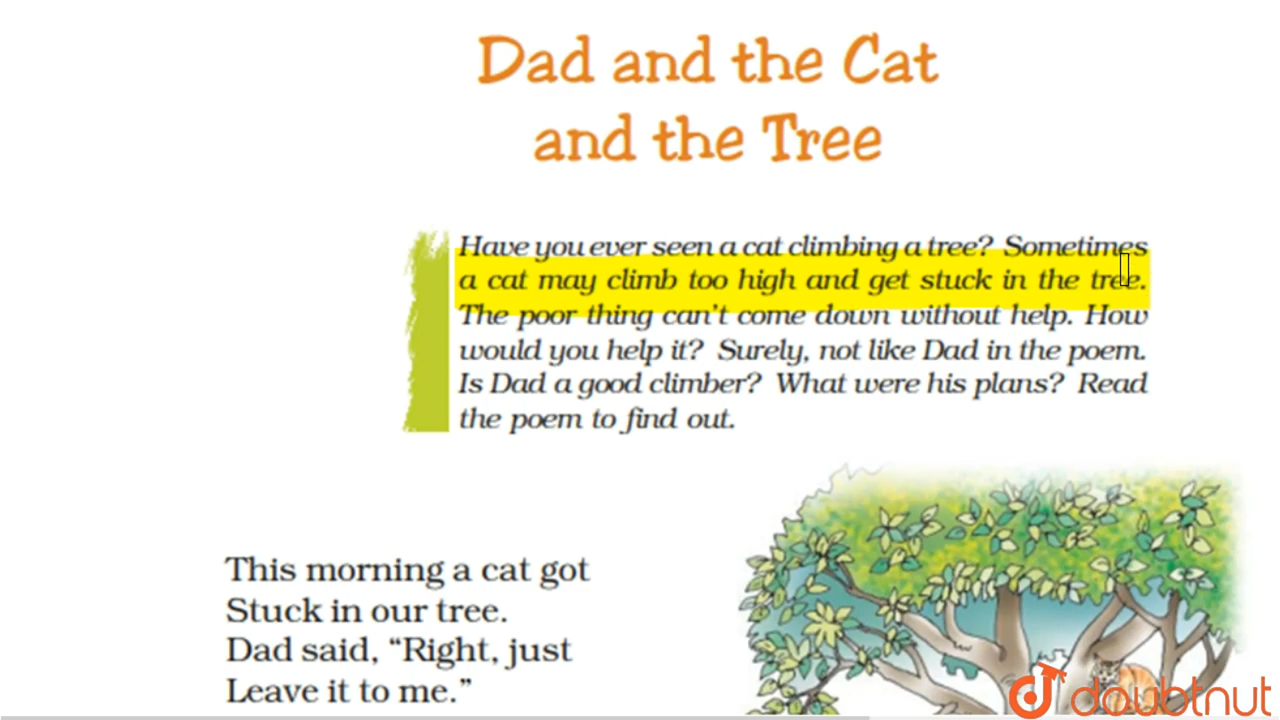 Dad and the Cat
and the Tree
Have you ever seen a cat climbing a tree? Sometimes
a cat may climb too high and get stuck in the tree.
The poor thing can't come down without help. How
would you help it? Surely, not like Dad in the poem.
Is Dad a good climber? What were his plans? Read
the poem to find out.
This morning a cat got
Stuck in our tree.
Dad said, “Right, just
Leave it to me.”
doubtnut